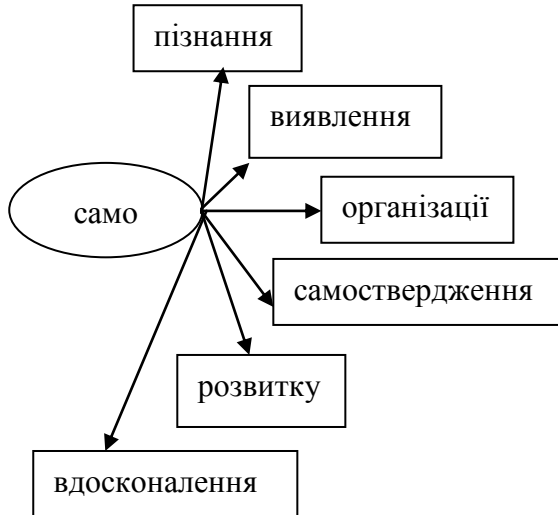 пізнання
виявлення
само
організації
самоствердження
розвитку
вдосконалення